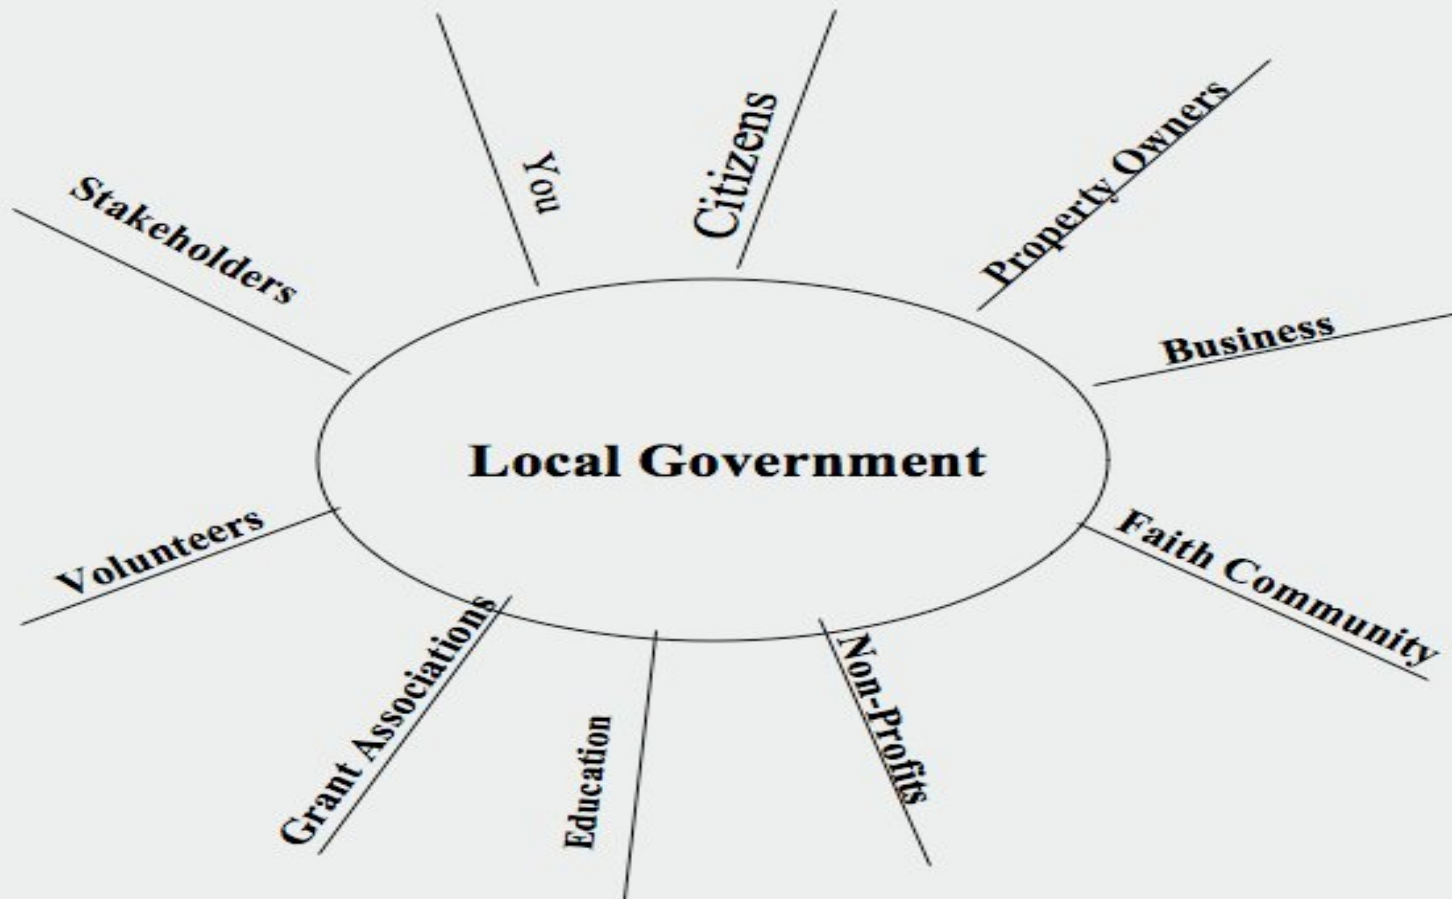 You
Citizens
Property Owners
Stakeholders
Business
Local Government
Volunteers
Faith Community
Grant Associations
Education
Non-Profits